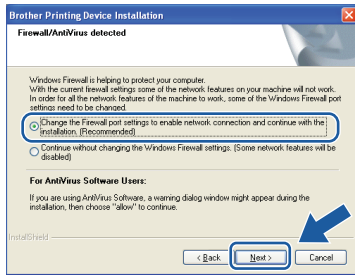 Brother Printing Device Installation
Firewall/AntiVirus detected
Windows Firewall is helping to protect your computer.
With the current firewall settings some of the network features on your machine will not work.
In order for all the network features of the machine to work, some of the Windows Firewall port
settings need to be changed.
Change the Firewall port settings to enable network connection and continue with the
installation. (Recommended)
Continue without changing the Windows Firewall settings. (Some network features will be
disabled)
For AntiVirus Software Users:
If you are using AntiVirus Software, a warning dialog window might appear during the
installation, then choose "allow" to continue.
InstallShield
< Back
Next >
Cancel